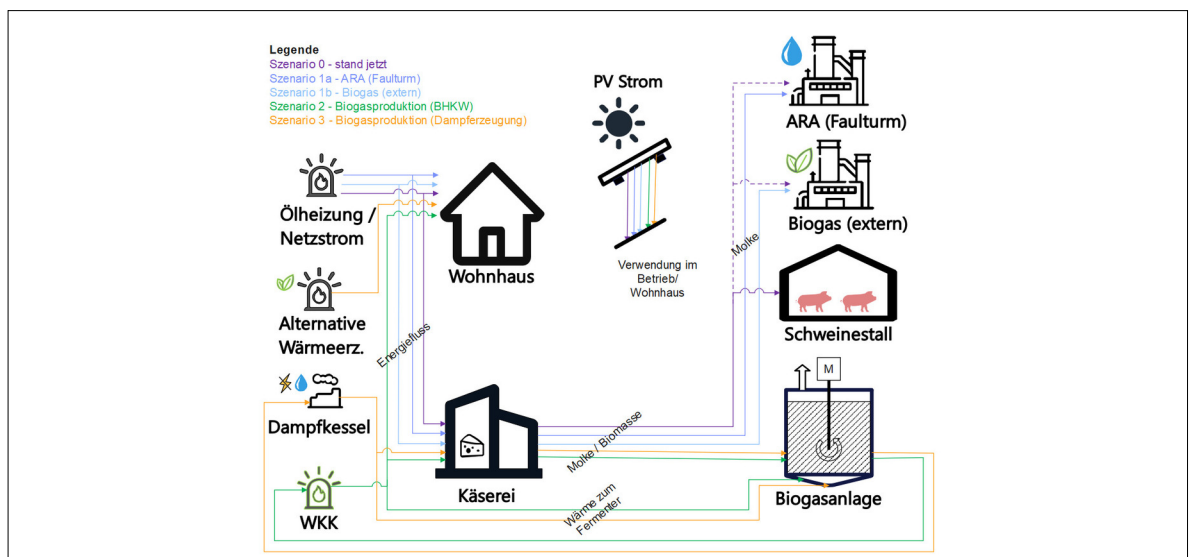 Legende
Szenario 0 - stand jetzt
Szenario 1a - ARA (Faulturm)
Szenario 1b - Biogas (extern)
Szenario 2 - Biogasproduktion (BHKW)
Szenario 3 - Biogasproduktion (Dampferzeugung)
PV Strom
ARA (Faulturm)
Ölheizung /
Netzstrom
Wohnhaus
Verwendung im
Betrieb/
Wohnhaus
Molke
Biogas (extern)
Alternative
Wärmeerz.
Energiefluss
Schweinestall
Dampfkessel
M
Käserei
Molke / Biomasse
Biogasanlage
WKK
Wärme zum
Fermenter